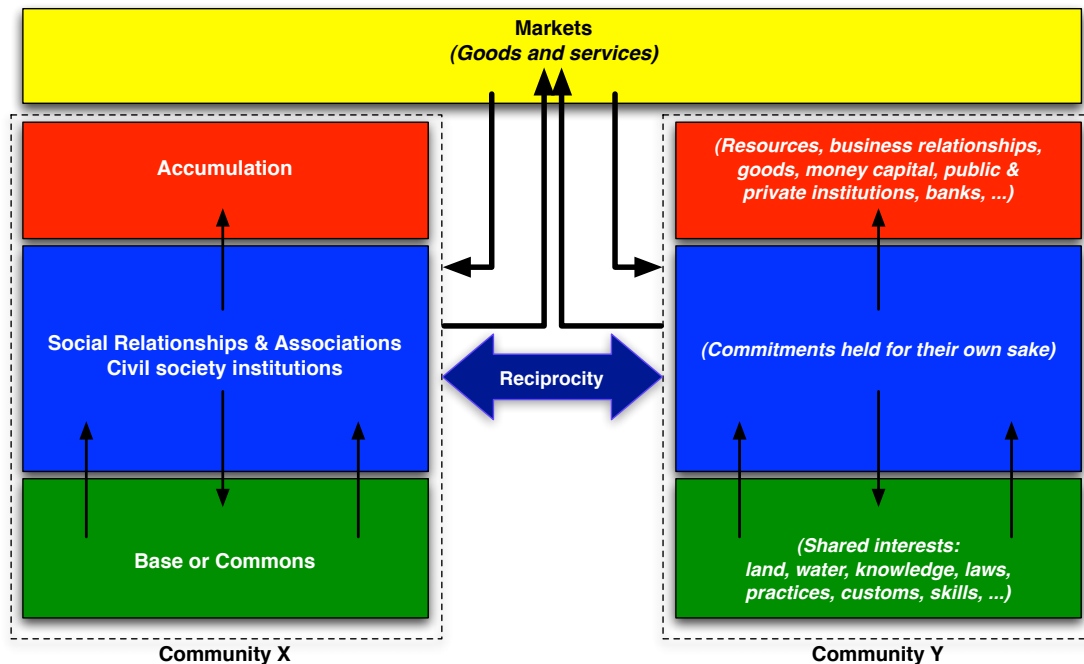 Markets
(Goods and services)
Accumulation
(Resources, business relationships,
goods, money capital, public &
private institutions, banks, ...)
Social Relationships & Associations
Civil society institutions
Reciprocity
(Commitments held for their own sake)
Base or Commons
(Shared interests:
land, water, knowledge, laws,
practices, customs, skills, ...)
Community X
Community Y